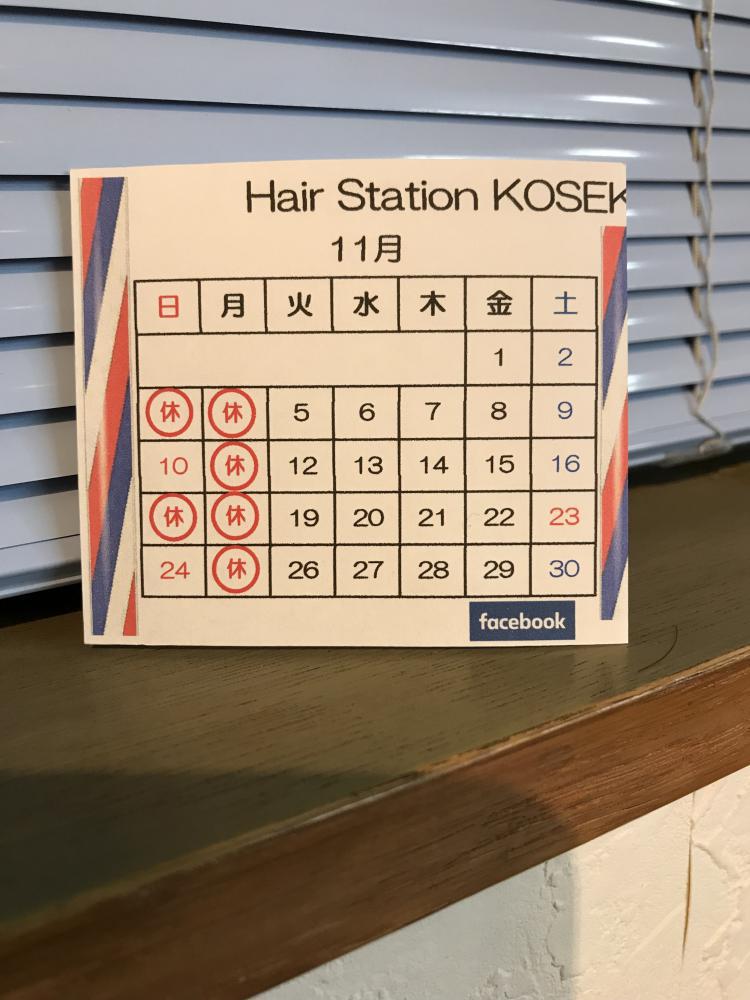 Hair Station KOSEK
11月
日 月 火 水 木 金 土
1 2
休 休 5 6 7 8 9
10 休 12 13 14 15 16
休 休 19 20 21 22 23
24 休 26 27 28 29 30
facebook